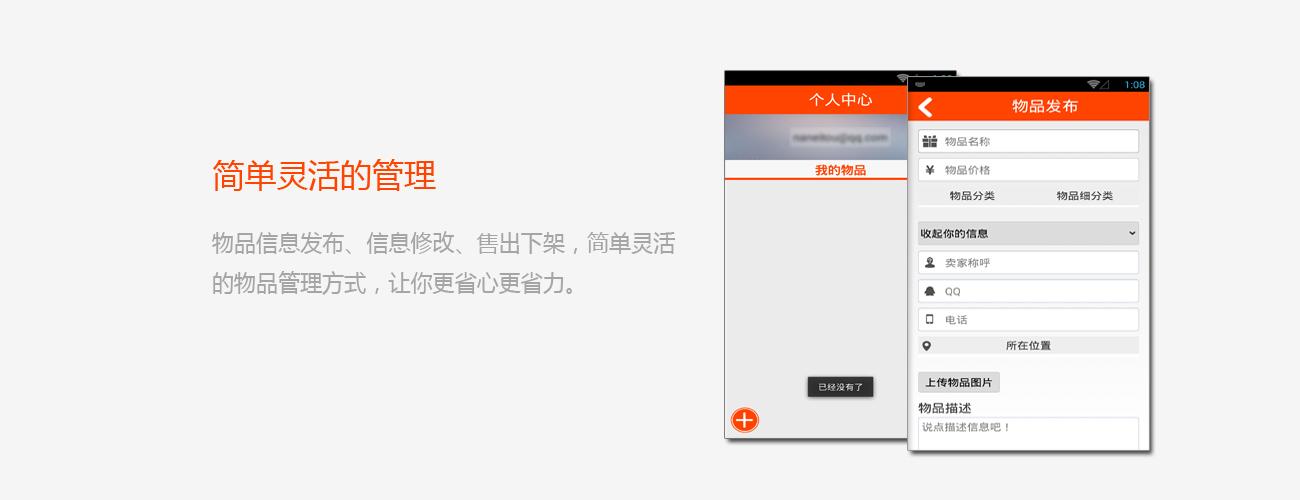 简单灵活的管理
物品信息发布、信息修改、售出下架，简单灵活
的物品管理方式，让你更省心更省力。
个人中心
我的物品
已经没有了
1:08
物品发布
物品名称
¥ 物品价格
物品分类 物品细分类
收起你的信息
卖家称呼
QQ
电话
所在位置
上传物品图片
物品描述
说点描述信息吧！